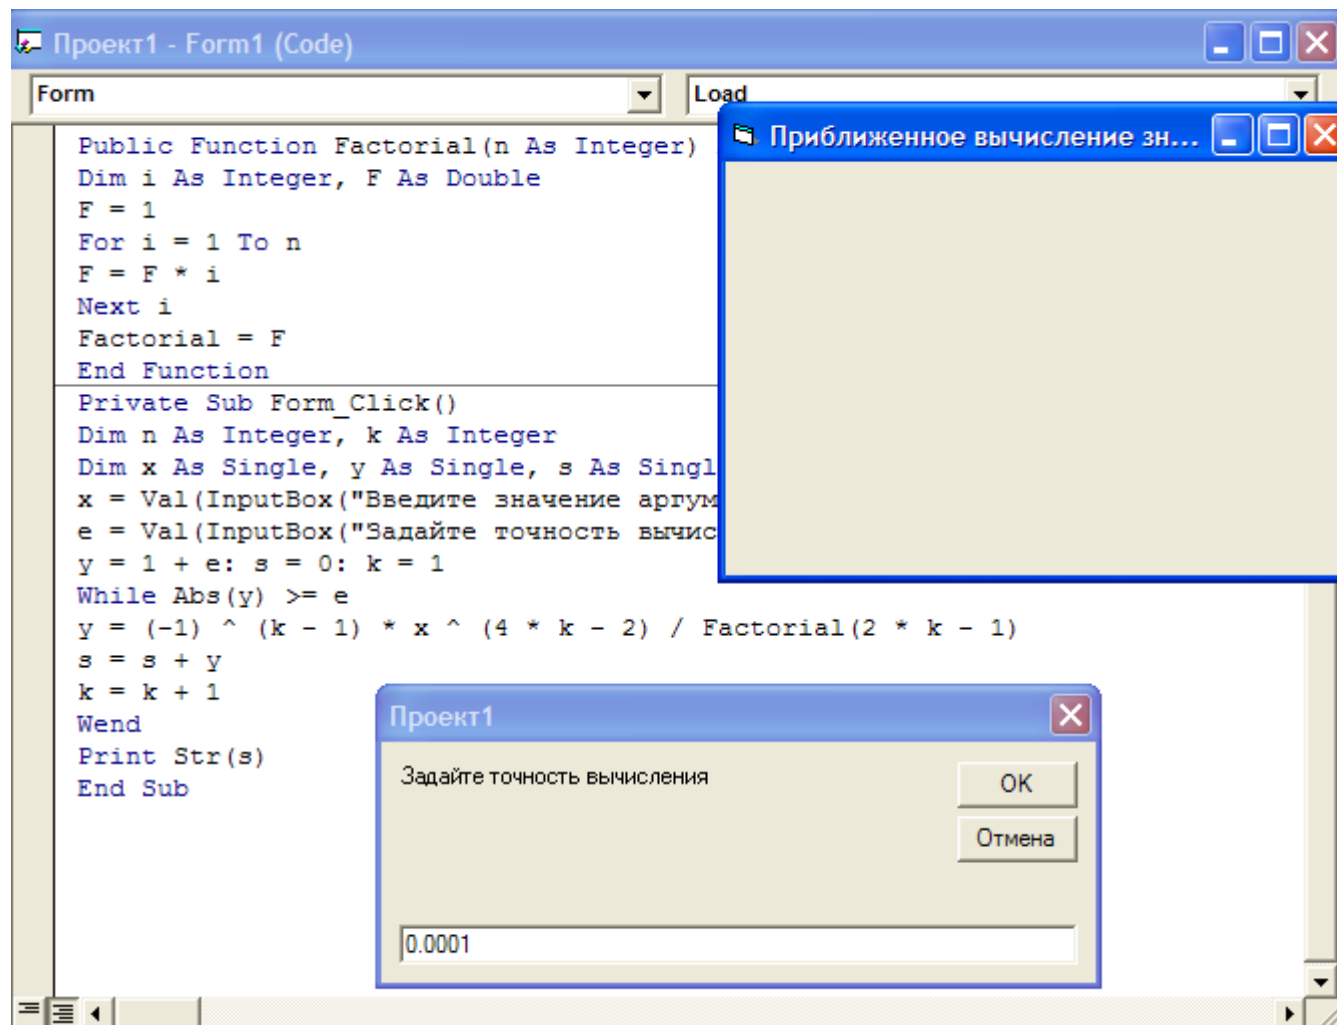 Проект1 - Form1 (Code)
Form
Load
Public Function Factorial(n As Integer)
Dim i As Integer, F As Double
F = 1
For i = 1 To n
F = F * i
Next i
Factorial = F
End Function
Private Sub Form_Click()
Dim n As Integer, k As Integer
Dim x As Single, y As Single, s As Singl
x = Val(InputBox("Введите значение аргум
e = Val(InputBox("Задайте точность вычис
y = 1 + e: s = 0: k = 1
While Abs(y) >= e
y = (-1) ^ (k - 1) * x ^ (4 * k - 2) / Factorial(2 * k - 1)
s = s + y
k = k + 1
Wend
Print Str(s)
End Sub
Приближенное вычисление зн...
Проект1
Задайте точность вычисления
OK
Отмена
0.0001